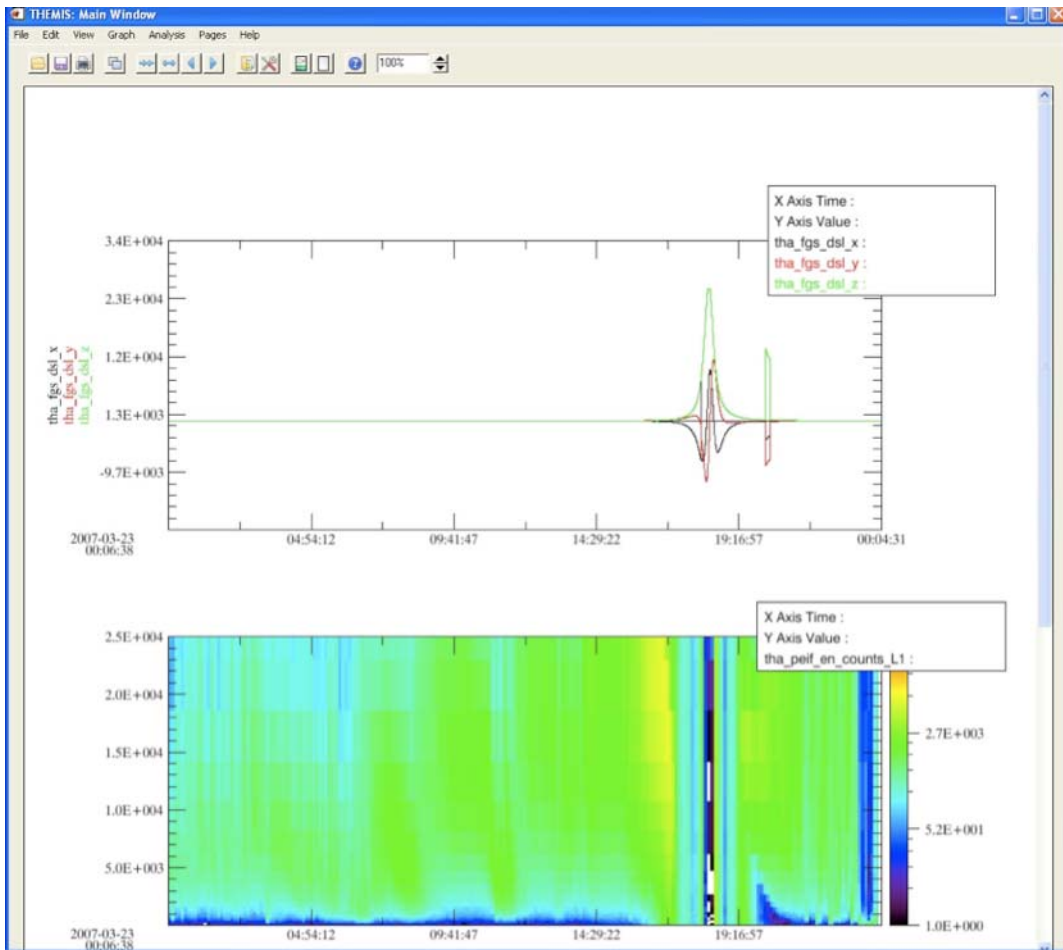 THEMIS: Main Window
File Edit View Graph Analysis Pages Help
100%
X Axis Time :
Y Axis Value :
tha_fgs_dsl_x :
tha_fgs_dsl_y :
tha_fgs_dsl_z :
3.4E+004
2.3E+004
1.2E+004
1.3E+003
-9.7E+003
tha_fgs_dsl_x
tha_fgs_dsl_y
tha_fgs_dsl_z
2007-03-23 04:54:12 09:41:47 14:29:22 19:16:57 00:04:31
00:06:38
X Axis Time :
Y Axis Value :
tha_peif_en_counts_L1 :
2.5E+004
2.0E+004
1.5E+004
1.0E+004
5.0E+003
2.7E+003
5.2E+001
1.0E+000
2007-03-23 04:54:12 09:41:47 14:29:22 19:16:57
00:06:38